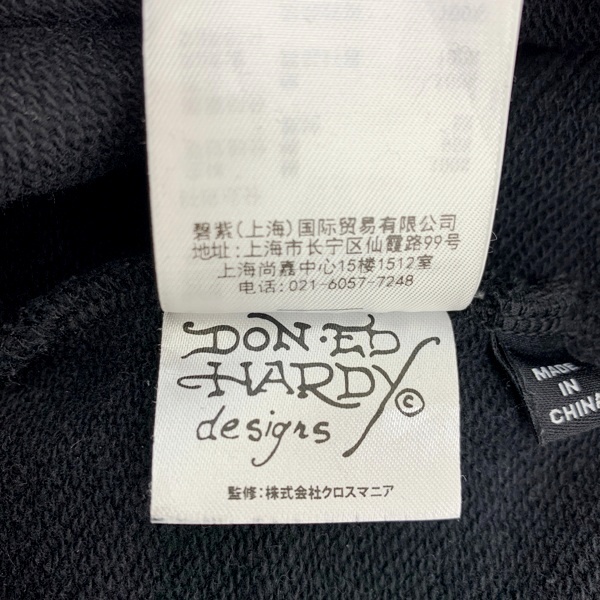 磬紫(上海)国际贸易有限公司
地址:上海市长宁区仙霞路99号
上海尚嘉中心15楼1512室
电话:021-6057-7248
DON·ED
HARDY©
designs
監修:株式会社クロスマニア
MADE
IN
CHINA